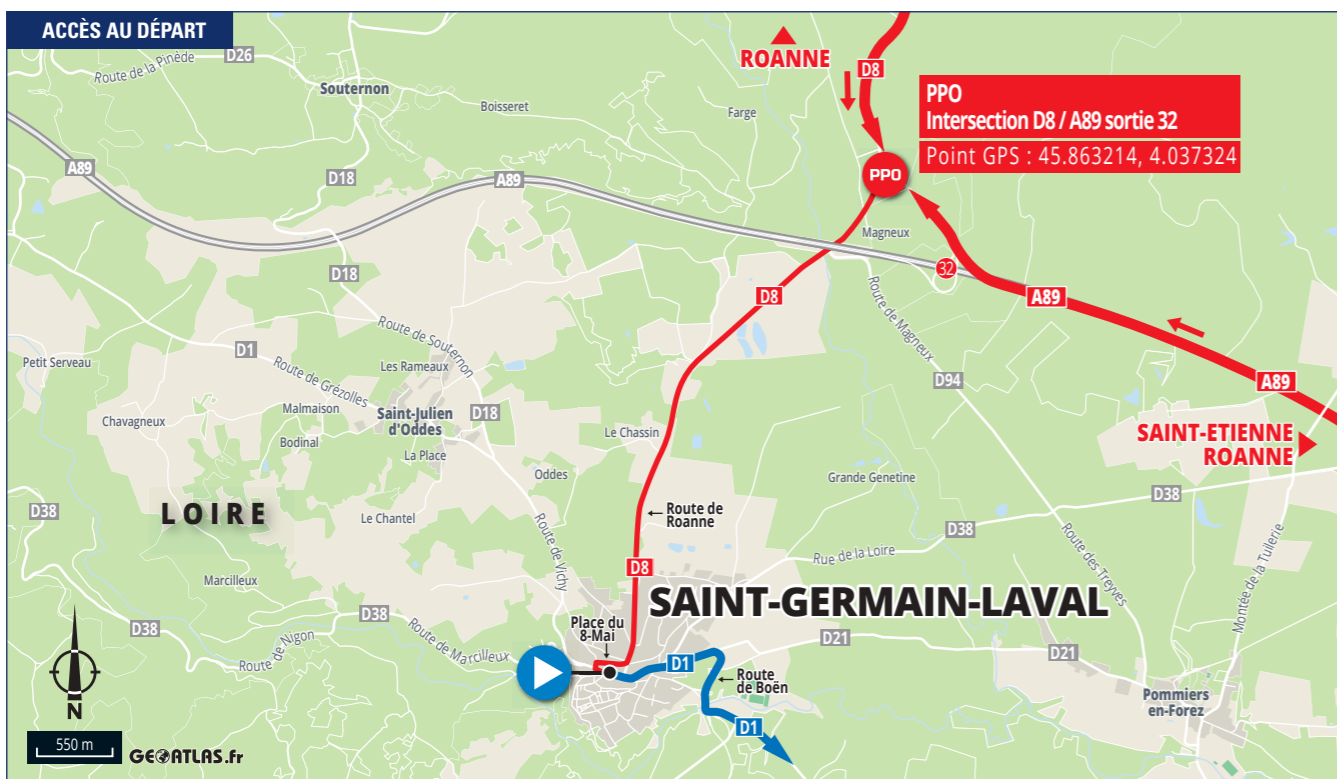 ACCÈS AU DÉPART
Route de la Pinède
D26
Souternon
Boisseret
Farge
ROANNE
D8
PPO
Intersection D8 / A89 sortie 32
Point GPS : 45.863214, 4.037324
A89
D18
A89
PPO
Magneux
32
D18
D8
A89
Route de Magneux
Route de Souternon
D1
Petit Serveau
Route de Grézolles
Les Rameaux
D94
A89
Chavagneux
Malmaison
Saint-Julien
d'Oddes
D18
Bodinal
La Place
Le Chassin
SAINT-ETIENNE
ROANNE
Oddes
Grande Genetine
D38
D38
LOIRE
Le Chantel
Route de
Roanne
D38
Route de Vichy
Rue de la Loire
Route des Treyves
Montée de la Tuilerie
D8
Marcilleux
SAINT-GERMAIN-LAVAL
D38
D38
Place du
8-Mai
D21
D21
Route de Nigon
Route de Marcilleux
D1
Route
de Boën
Pommiers
en-Forez
N
D1
550 m
GEOATLAS.fr